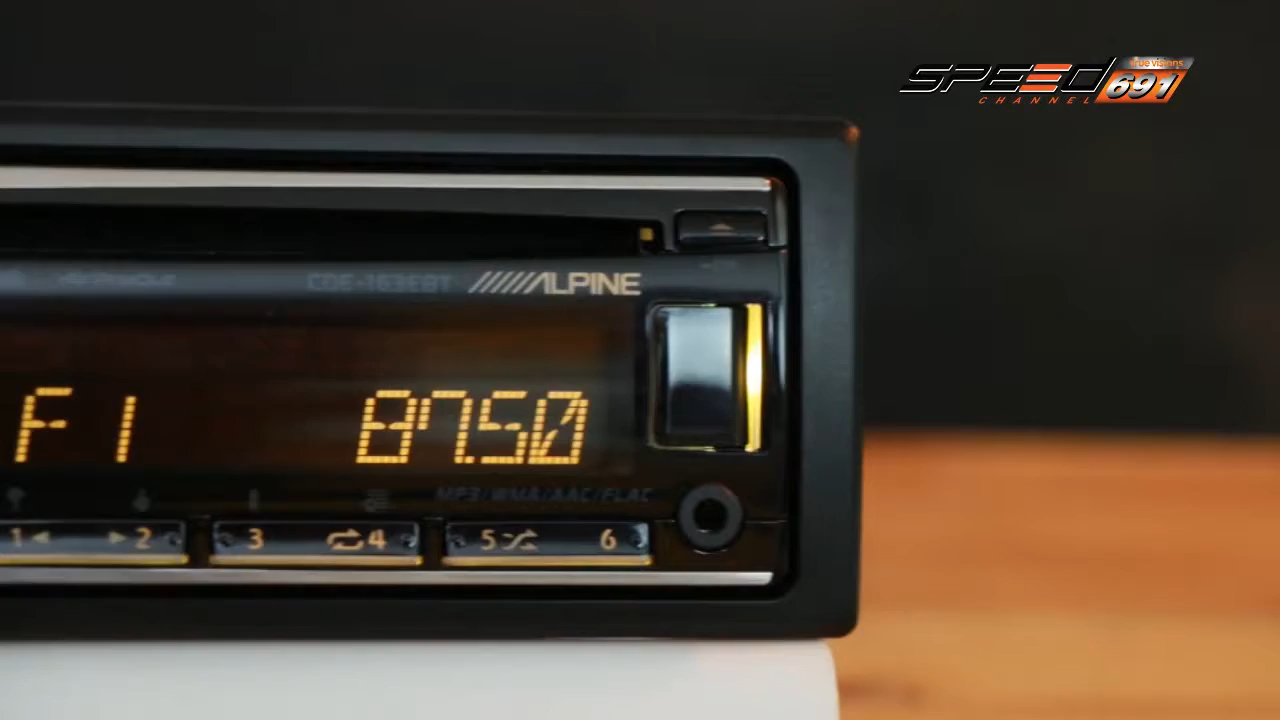 SPEED
true visions
CHANNEL 691
CDE-163EBT ALPINE
F1 87.50
MP3/WMA/AAC/FLAC
1 2 3 4 5 6